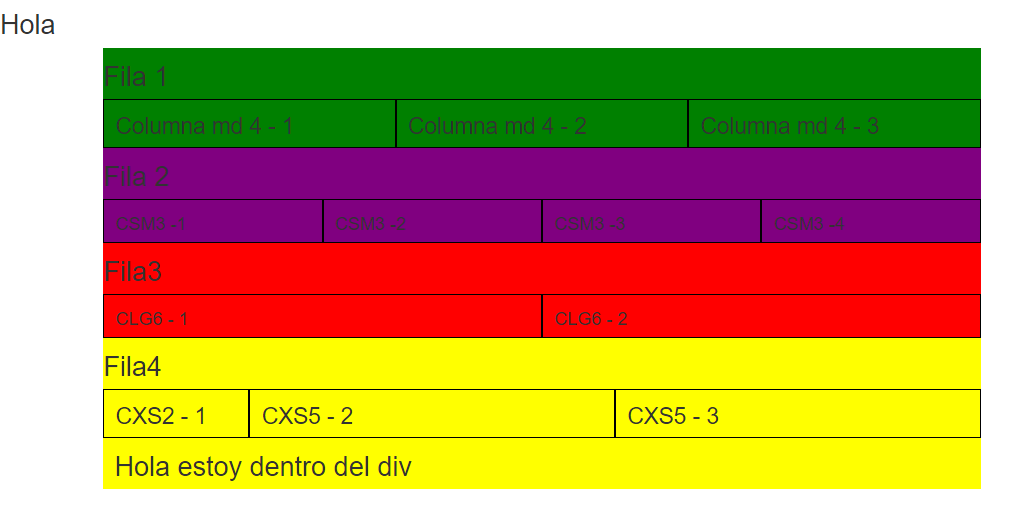 Hola
Fila 1
Columna md 4 - 1 Columna md 4 - 2 Columna md 4 - 3
Fila 2
CSM3 -1 CSM3 -2 CSM3 -3 CSM3 -4
Fila3
CLG6 - 1 CLG6 - 2
Fila4
CXS2 - 1 CXS5 - 2 CXS5 - 3
Hola estoy dentro del div